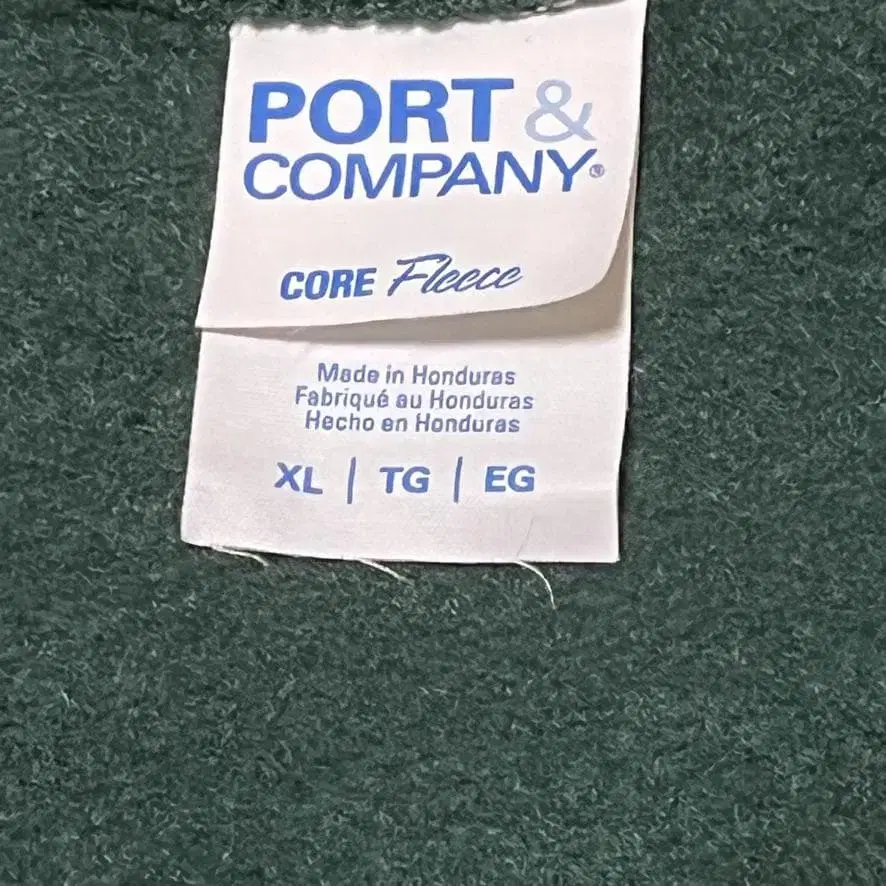 PORT &
COMPANY®
CORE Fleece
Made in Honduras
Fabriqué au Honduras
Hecho en Honduras
XL | TG | EG